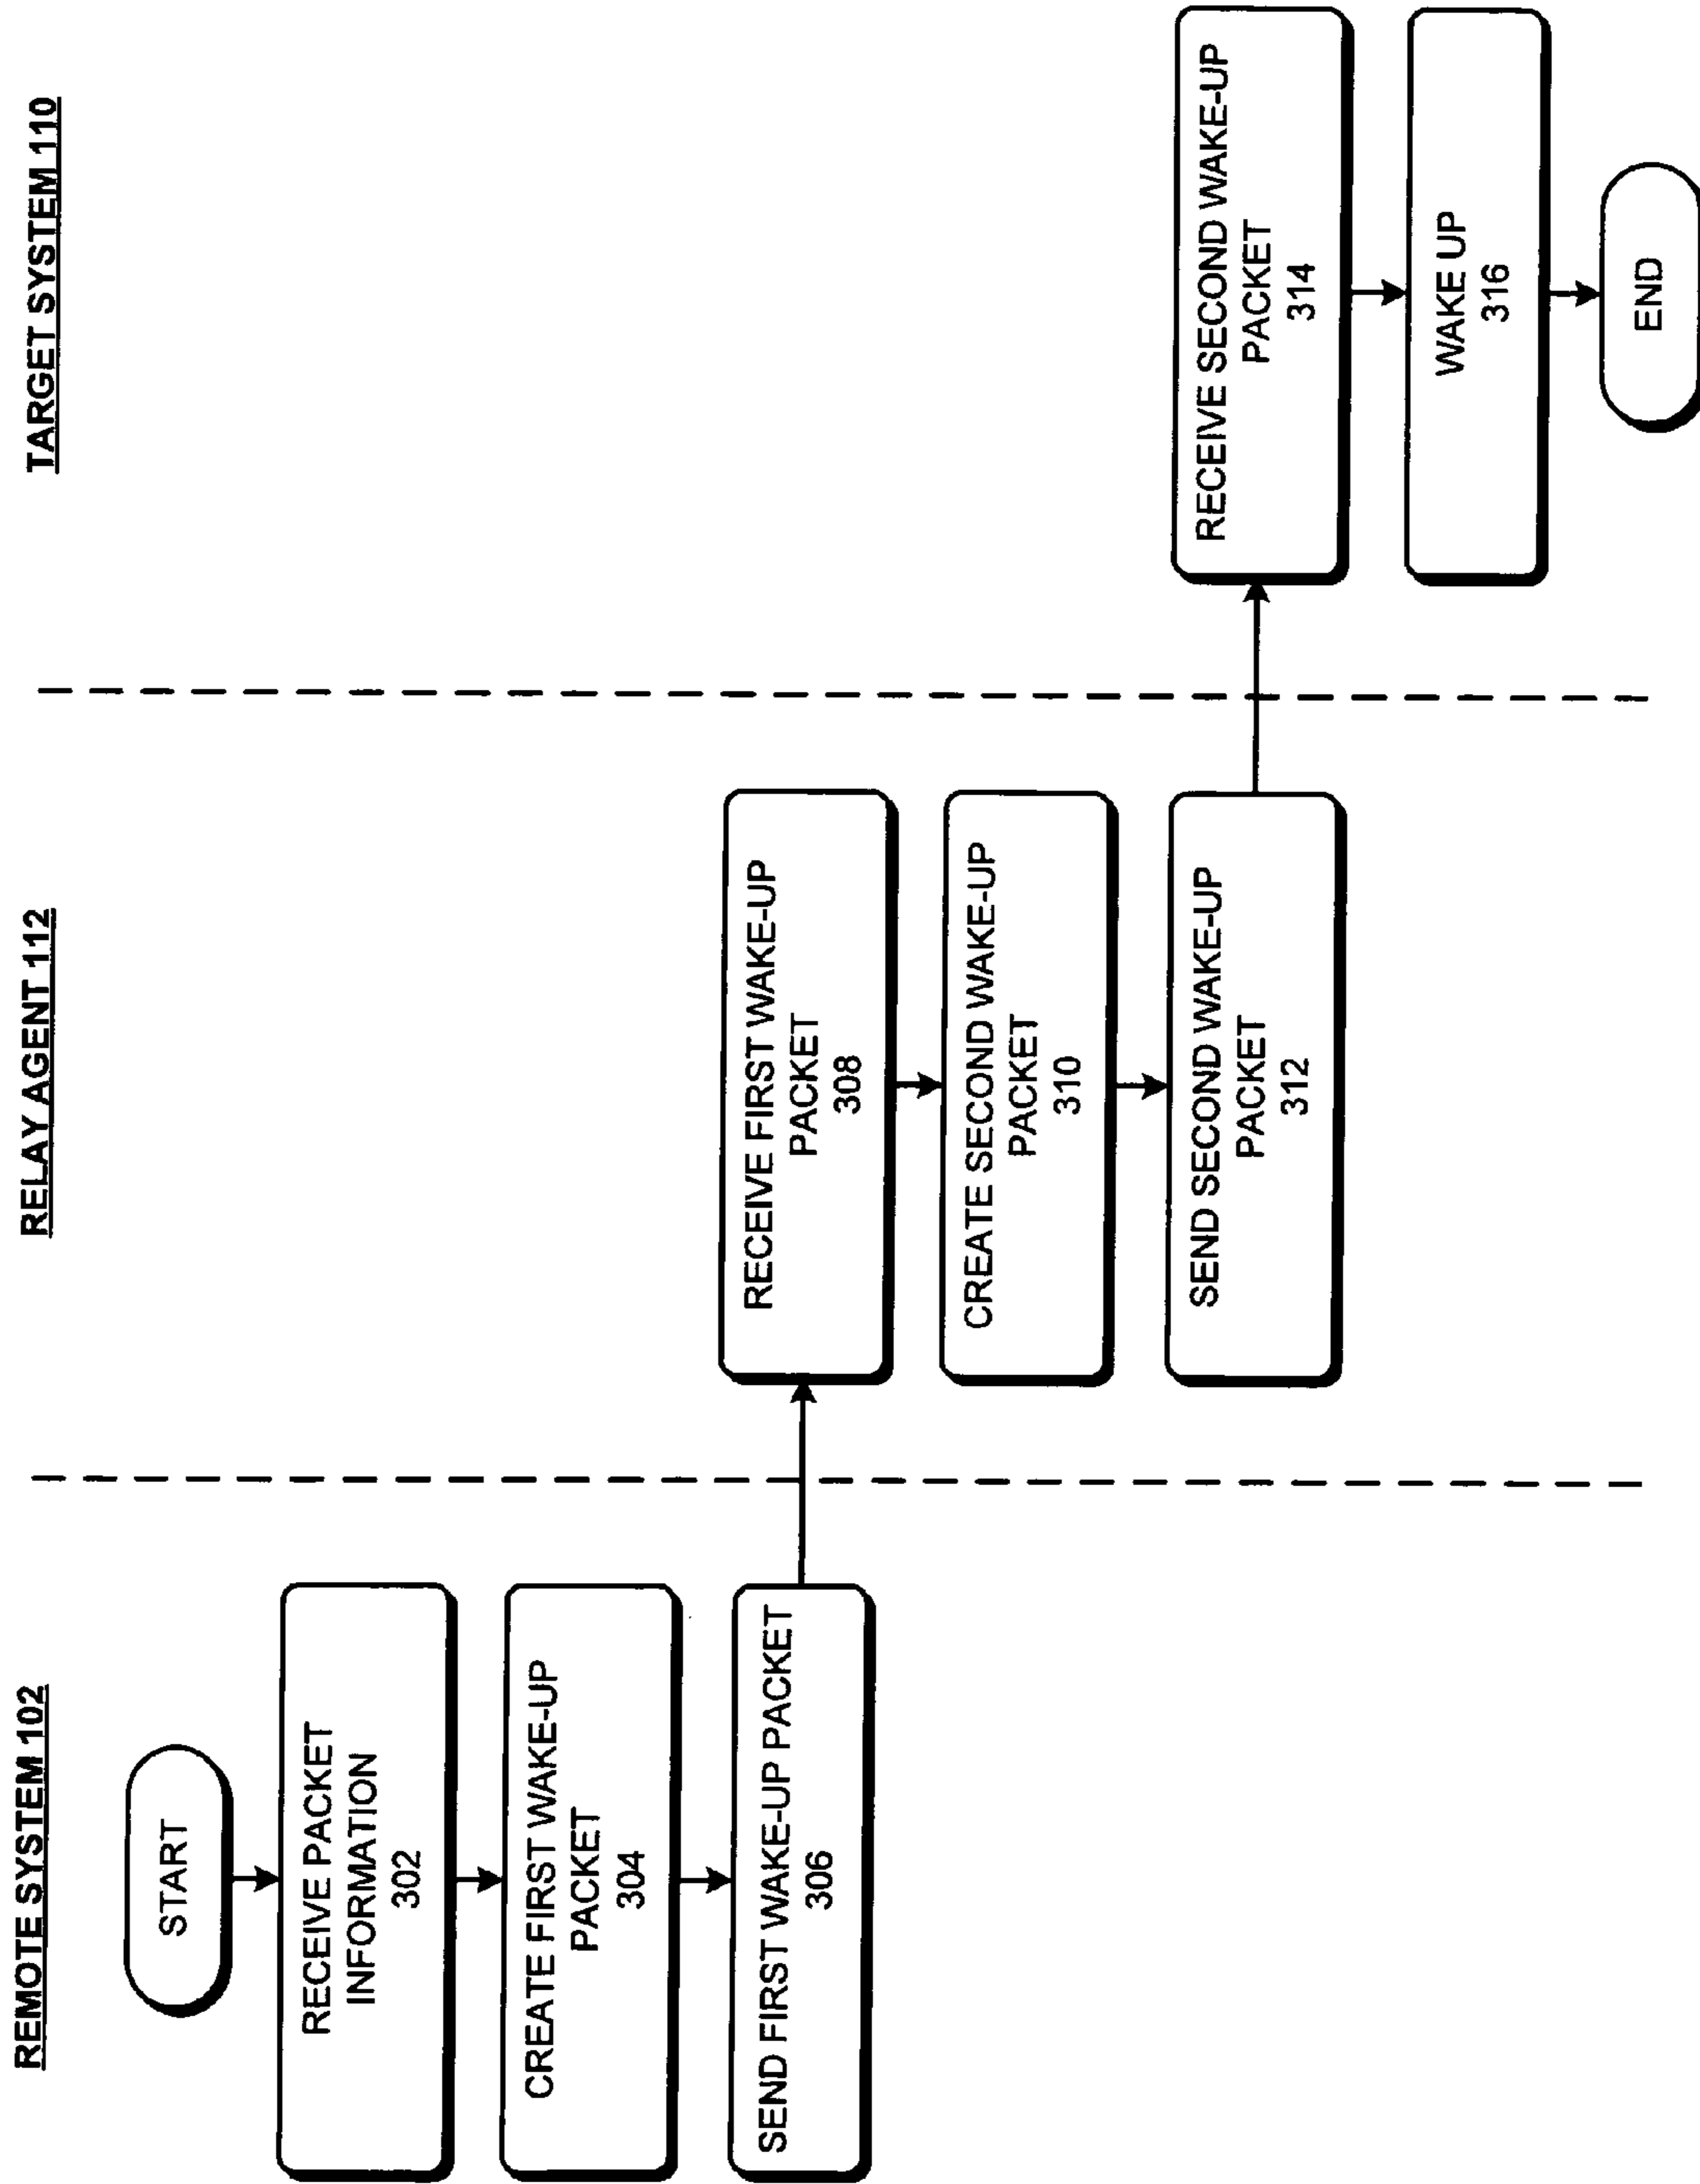 REMOTE SYSTEM 102
START
RECEIVE PACKET
INFORMATION
302
CREATE FIRST WAKE-UP
PACKET
304
SEND FIRST WAKE-UP PACKET
306
RELAY AGENT 112
RECEIVE FIRST WAKE-UP
PACKET
308
CREATE SECOND WAKE-UP
PACKET
310
SEND SECOND WAKE-UP
PACKET
312
TARGET SYSTEM 110
RECEIVE SECOND WAKE-UP
PACKET
314
WAKE UP
316
END